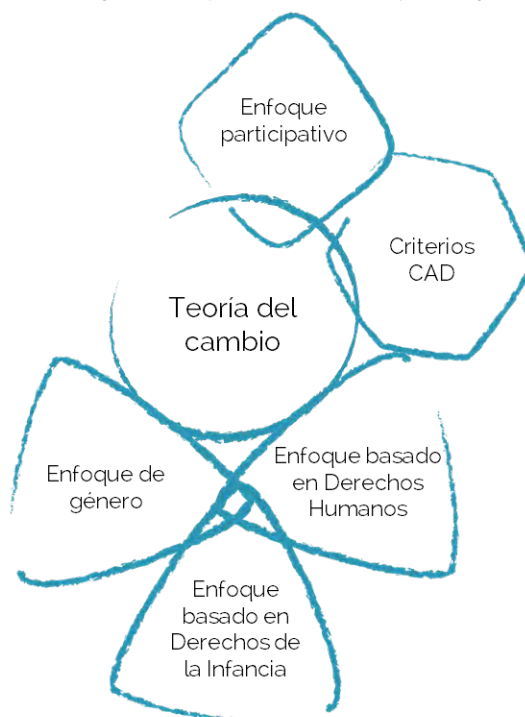 Enfoque
participativo
Criterios
CAD
Teoría del
cambio
Enfoque de
género
Enfoque basado
en Derechos
Humanos
Enfoque
basado en
Derechos de
la Infancia